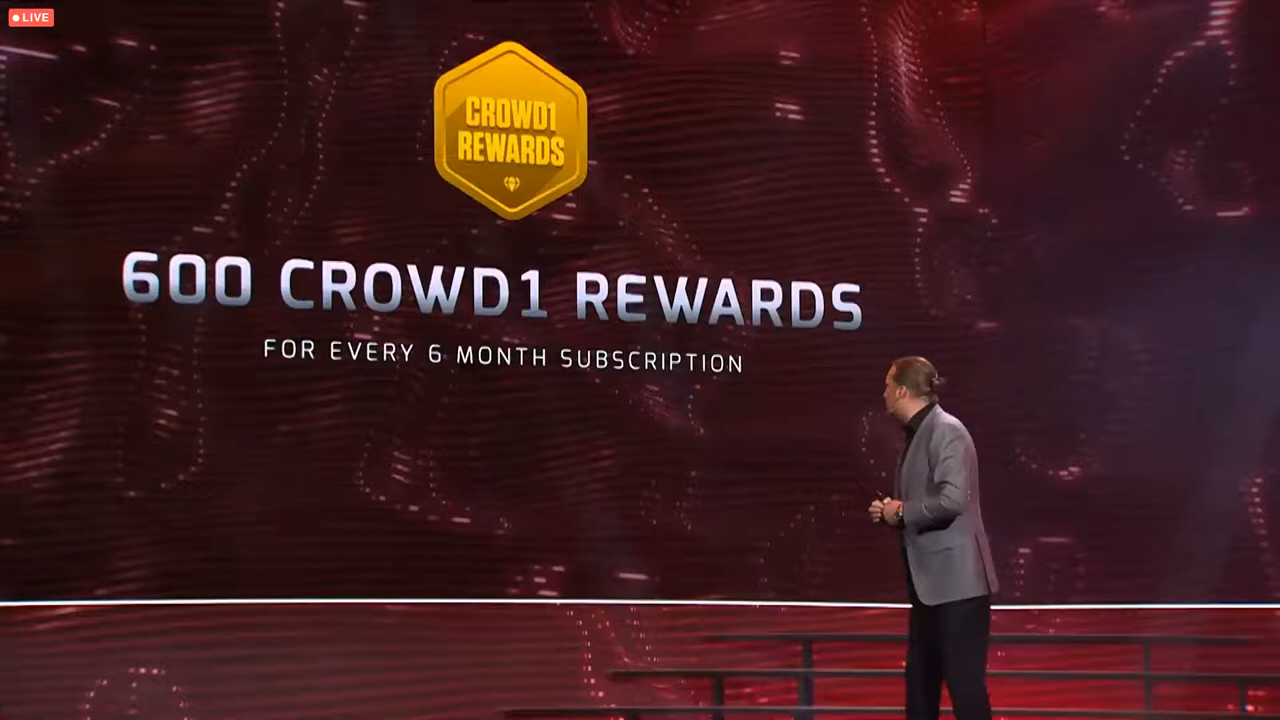 LIVE
CROWD1
REWARDS
600 CROWD1 REWARDS
FOR EVERY 6 MONTH SUBSCRIPTION